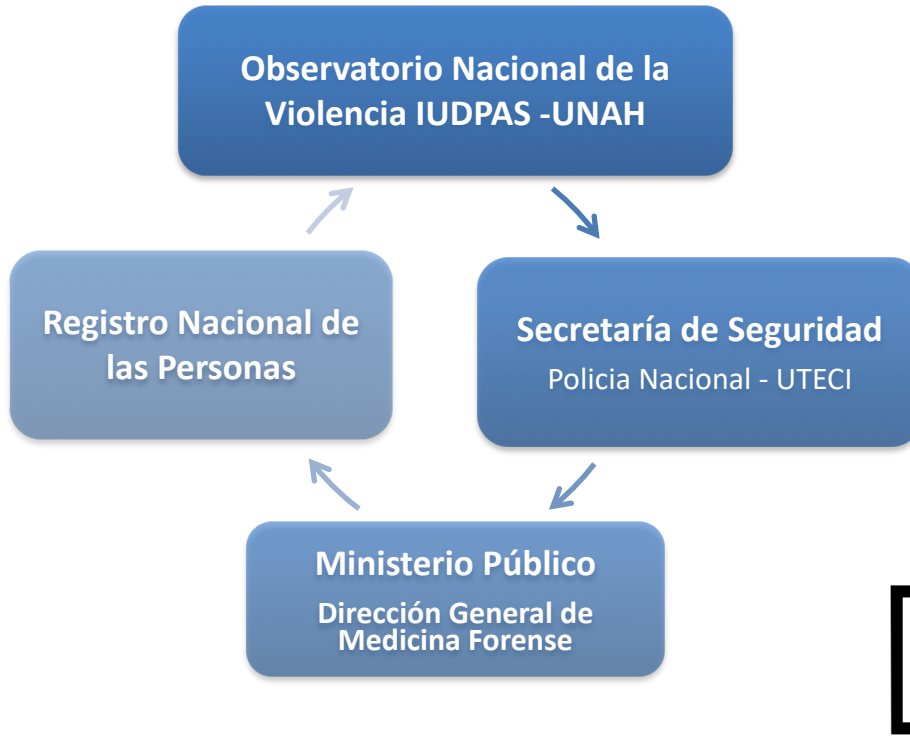 Observatorio Nacional de la
Violencia IUDPAS -UNAH
Registro Nacional de
las Personas
Secretaría de Seguridad
Policia Nacional - UTECI
Ministerio Público
Dirección General de
Medicina Forense